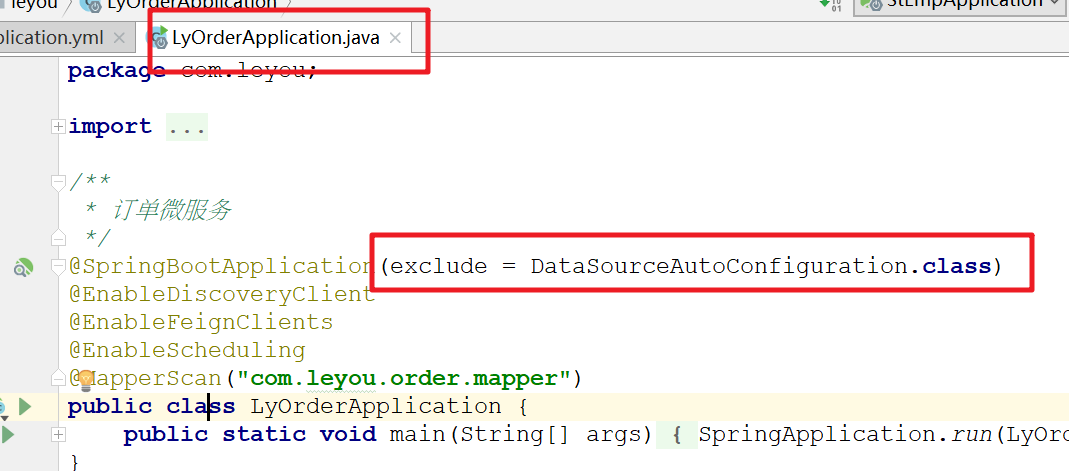 leyou LyOrderApplication StEmpApplication
plication.yml LyOrderApplication.java
package com.leyou;
import ...
/**
* 订单微服务
*/
@SpringBootApplication(exclude = DataSourceAutoConfiguration.class)
@EnableDiscoveryClient
@EnableFeignClients
@EnableScheduling
@MapperScan("com.leyou.order.mapper")
public class LyOrderApplication {
public static void main(String[] args) { SpringApplication.run(LyOrd
}